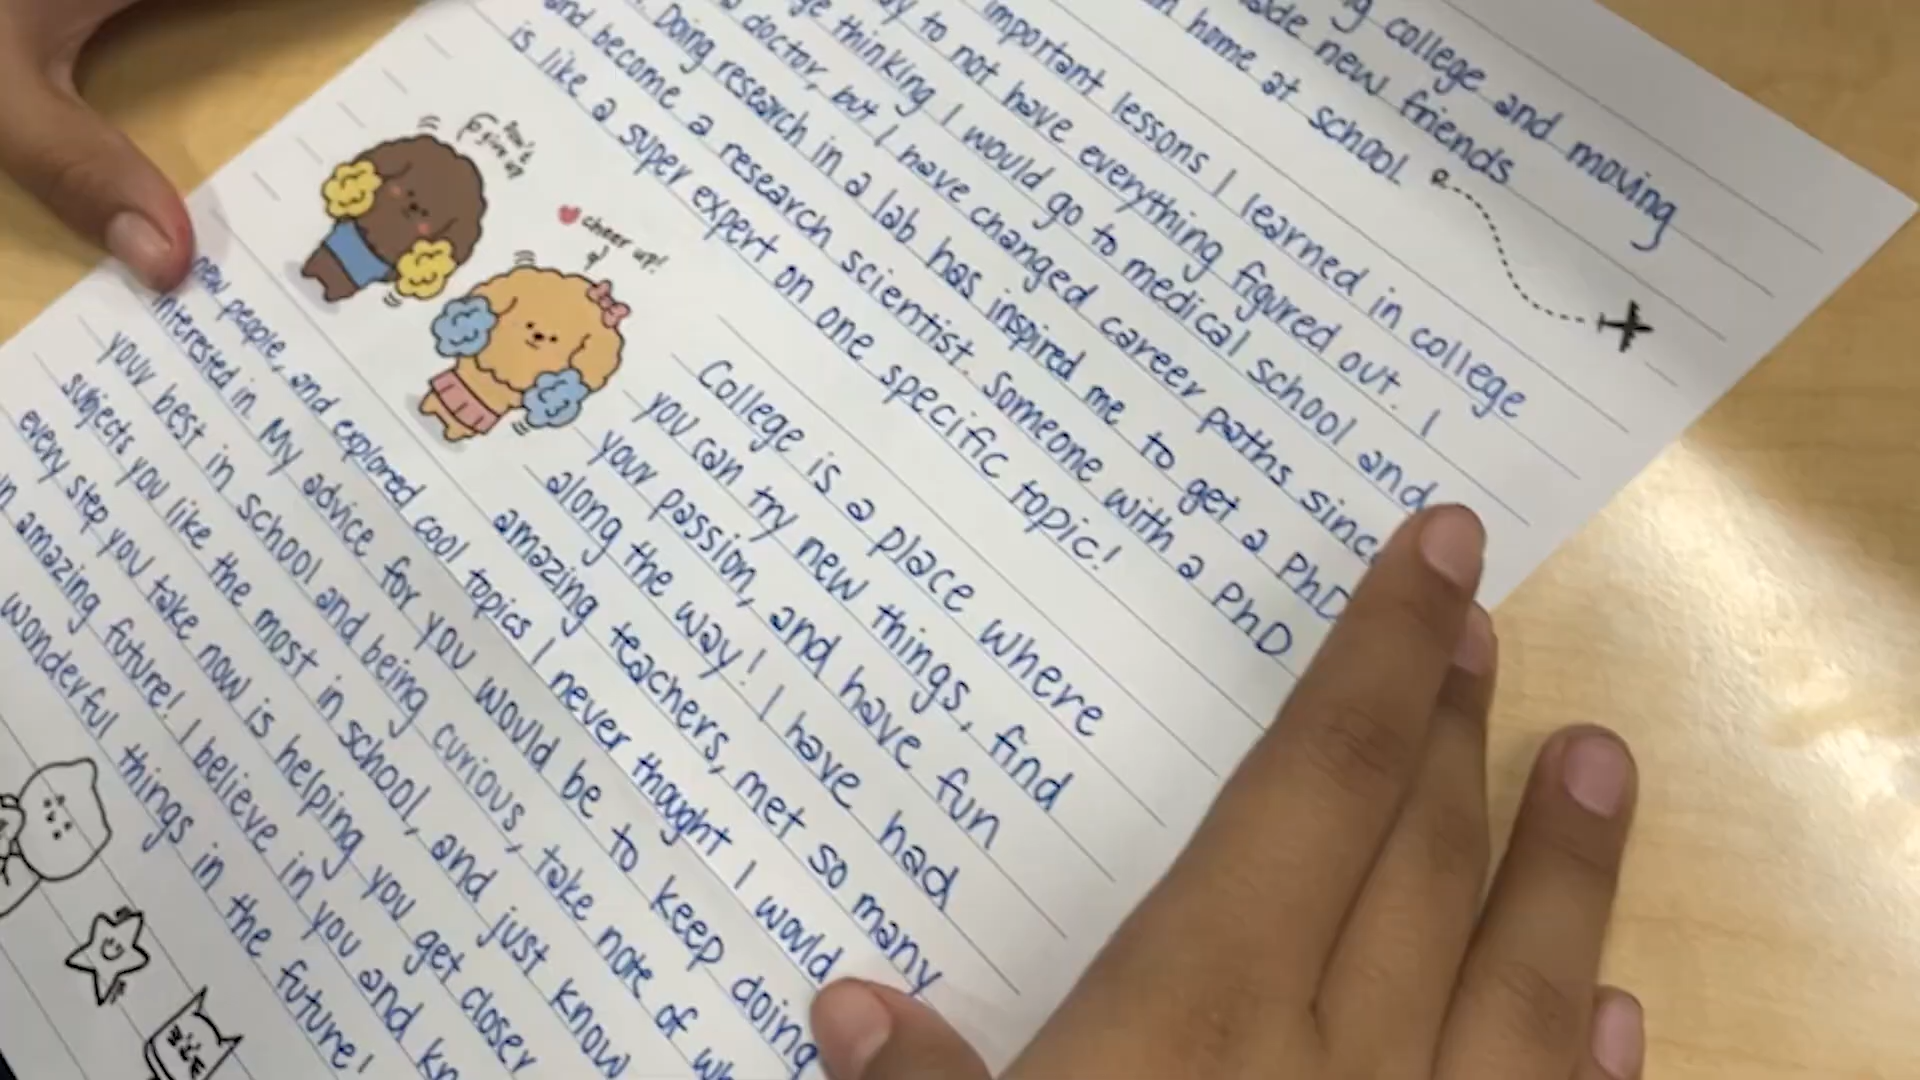 ng college and moving
made new friends
home at school.
important lessons I learned in college
to not have everything figured out. I
thinking I would go to medical school and
doctor, but I have changed career paths since
Doing research in a lab has inspired me to get a PhD
and become a research scientist. Someone with a PhD
is like a super expert on one specific topic!
cheer up!
College is a place where
you can try new things, find
your passion, and have fun
along the way! I have had
amazing teachers, met so many
new people, and explored cool topics I never thought I would
interested in. My advice for you would be to keep doing
your best in school and being curious, take note of
subjects you like the most in school, and just know
every step you take now is helping you get closer
amazing future! I believe in you and
wonderful things in the future!